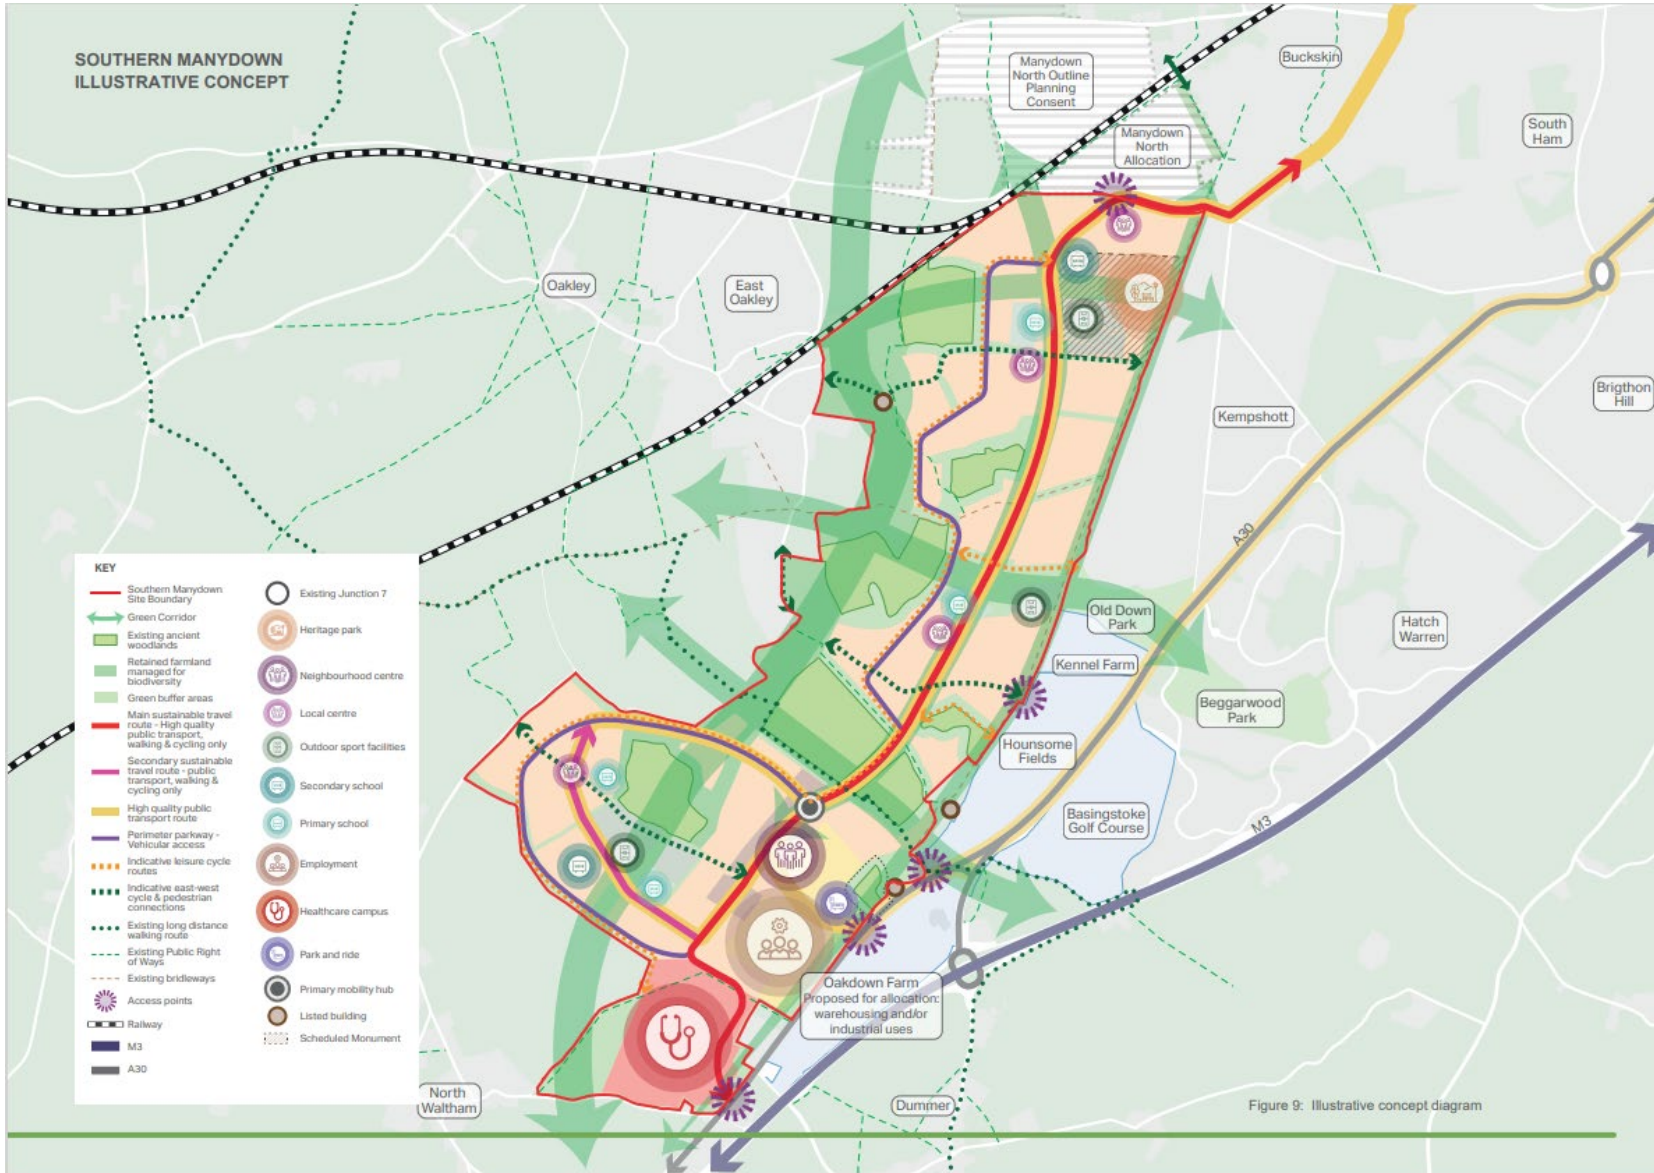 SOUTHERN MANYDOWN
ILLUSTRATIVE CONCEPT
Manydown
North Outline
Planning
Consent
Buckskin
Manydown
North
Allocation
South
Ham
Oakley
East
Oakley
Brigthon
Hill
Kempshott
A30
Old Down
Park
Hatch
Warren
Kennel Farm
Beggarwood
Park
Hounsome
Fields
Basingstoke
Golf Course
M3
Oakdown Farm
Proposed for allocation:
warehousing and/or
industrial uses
North
Waltham
Dummer
KEY
Southern Manydown
Site Boundary
Green Corridor
Existing ancient
woodlands
Retained farmland
managed for
biodiversity
Green buffer areas
Main sustainable travel
route - High quality
public transport,
walking & cycling only
Secondary sustainable
travel route - public
transport, walking &
cycling only
High quality public
transport route
Perimeter parkway -
Vehicular access
Indicative leisure cycle
routes
Indicative east-west
cycle & pedestrian
connections
Existing long distance
walking route
Existing Public Right
of Ways
Existing bridleways
Access points
Railway
M3
A30
Existing Junction 7
Heritage park
Neighbourhood centre
Local centre
Outdoor sport facilities
Secondary school
Primary school
Employment
Healthcare campus
Park and ride
Primary mobility hub
Listed building
Scheduled Monument
Figure 9: Illustrative concept diagram